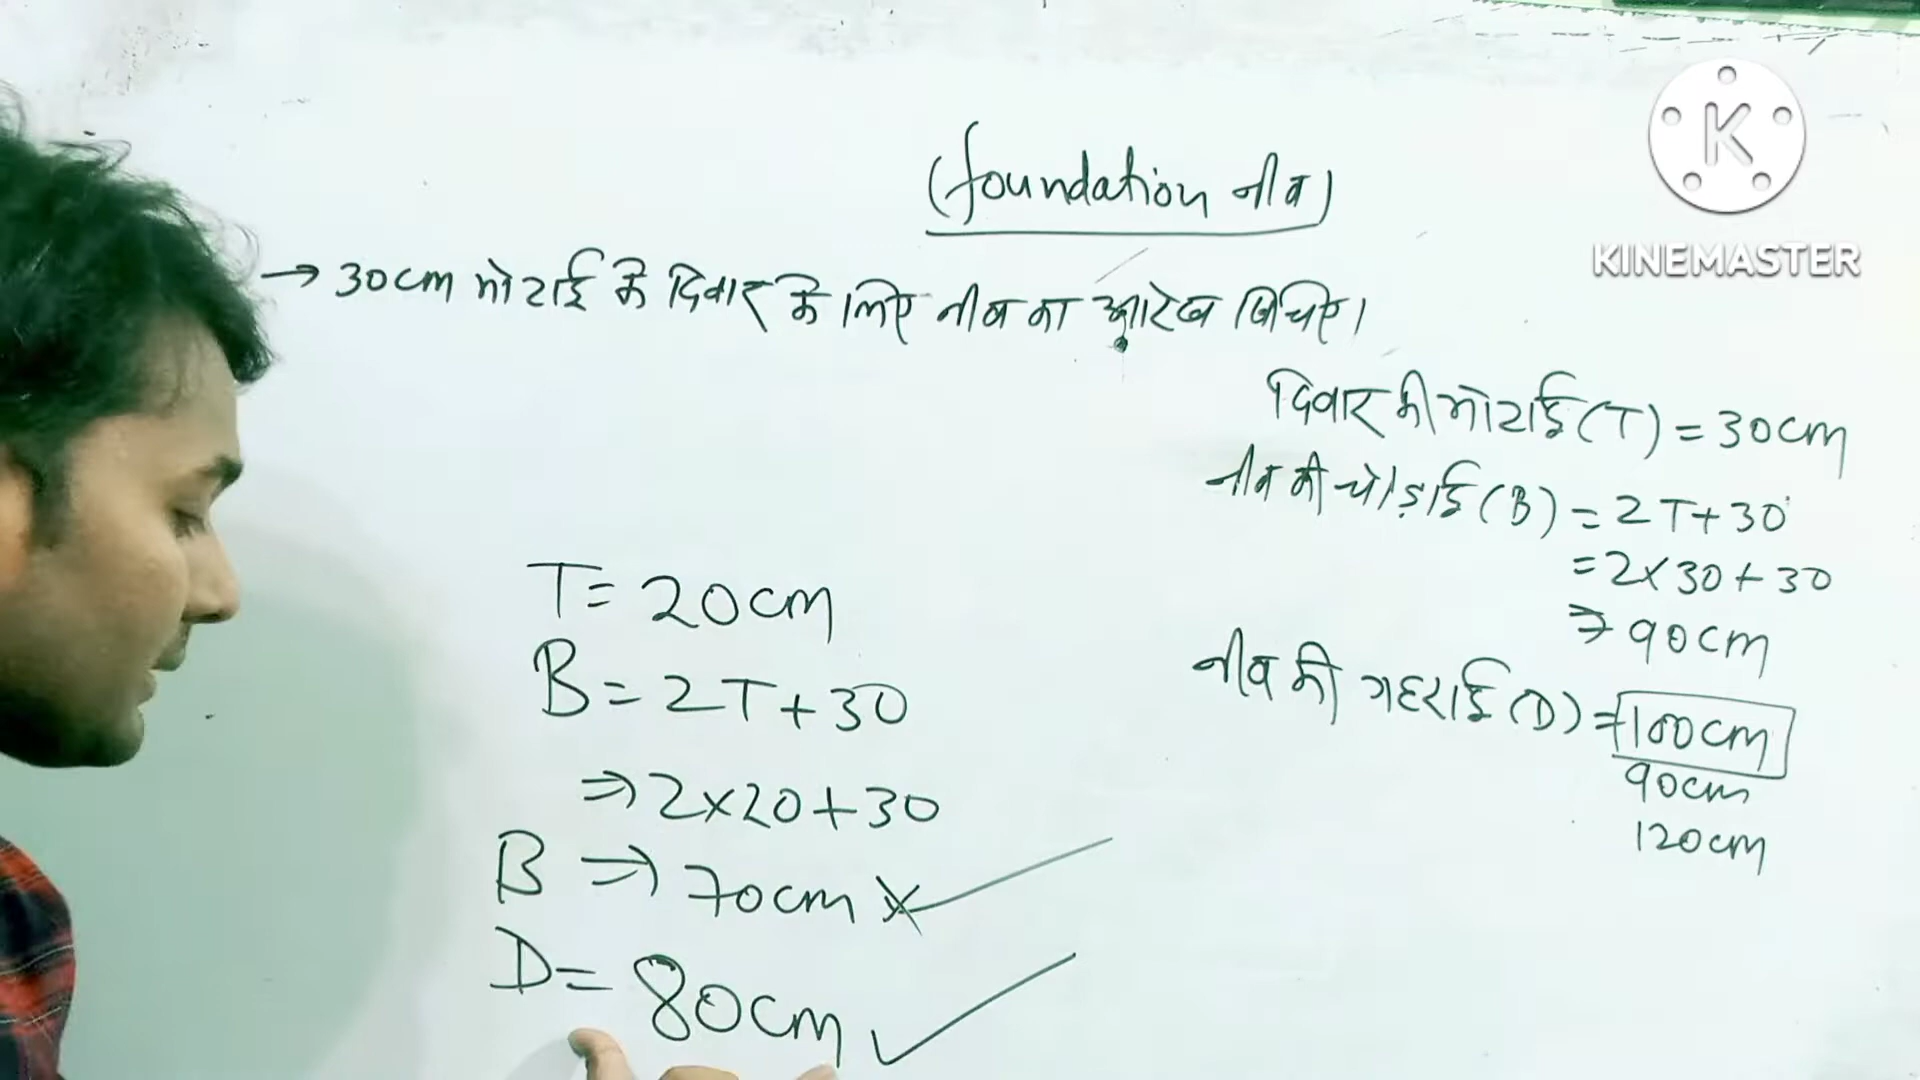 (foundation नीव)
→ 30cm मोटाई के दिवार के लिए नीव का आरेख खिचिए।
दिवार की मोटाई (T) = 30cm
नीव की चोड़ाई (B) = 2T+30
= 2×30+30
⇒ 90cm
नीव की गहराई (D) = 100cm
90cm
120cm
T= 20cm
B= 2T+30
⇒ 2×20+30
B ⇒ 70cm
D= 80cm ✓
K
KINEMASTER